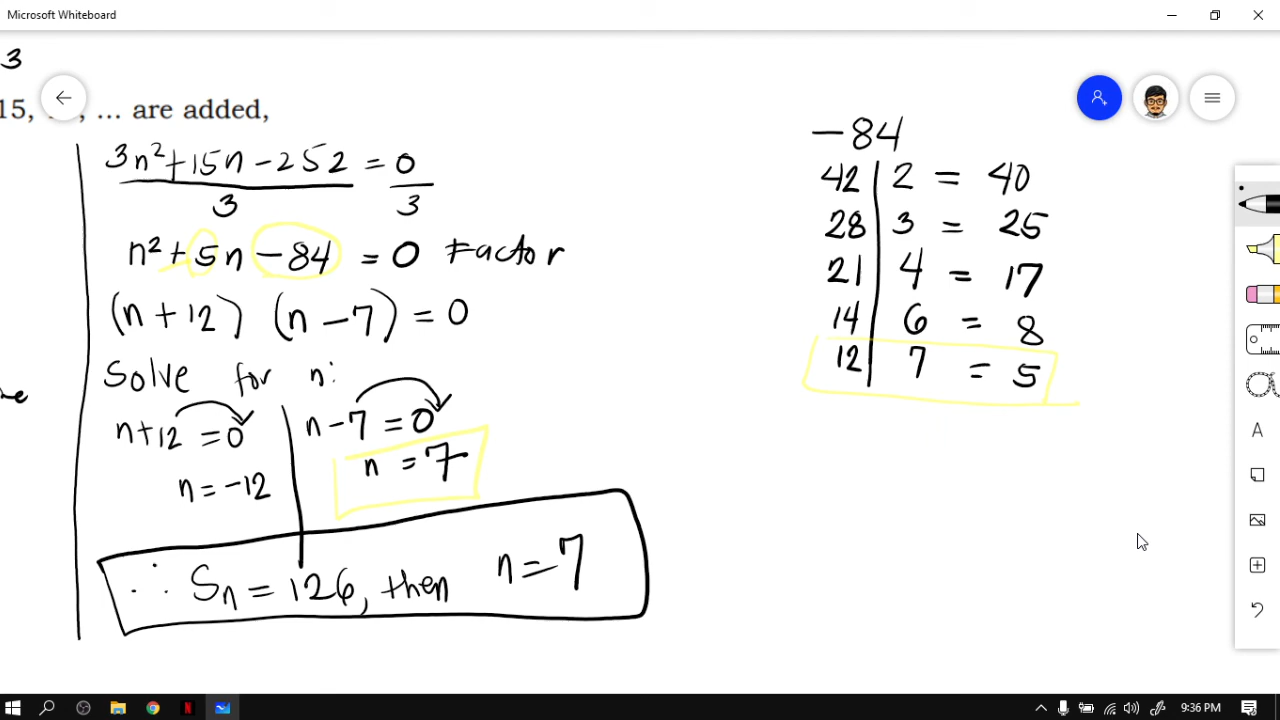 Microsoft Whiteboard
3
15, , ... are added,
3n²+15n-252 = 0
3 3
n² + 5n - 84 = 0 Factor
(n + 12) (n - 7) = 0
Solve for n:
n+12 = 0
n = -12
n - 7 = 0
n = 7
∴ Sn = 126, then n = 7
-84
42 | 2 = 40
28 | 3 = 25
21 | 4 = 17
14 | 6 = 8
12 | 7 = 5
A
9:36 PM